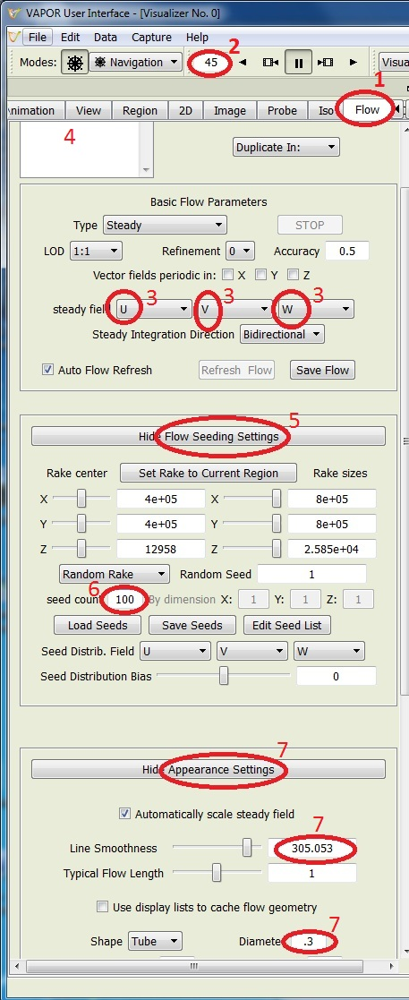 VAPOR User Interface - [Visualizer No. 0]
File Edit Data Capture Help
2
Modes: Navigation 45 Visua
1
Animation View Region 2D Image Probe Iso Flow
4
Duplicate In:
Basic Flow Parameters
Type Steady STOP
LOD 1:1 Refinement 0 Accuracy 0.5
Vector fields periodic in: X Y Z
3 3 3
steady field U V W
Steady Integration Direction Bidirectional
Auto Flow Refresh Refresh Flow Save Flow
5
Hide Flow Seeding Settings
Rake center Set Rake to Current Region Rake sizes
X 4e+05 X 8e+05
Y 4e+05 Y 8e+05
Z 12958 Z 2.585e+04
Random Rake Random Seed 1
6
seed count 100 By dimension X: 1 Y: 1 Z: 1
Load Seeds Save Seeds Edit Seed List
Seed Distrib. Field U V W
Seed Distribution Bias 0
7
Hide Appearance Settings
Automatically scale steady field
7
Line Smoothness 305.053
Typical Flow Length 1
Use display lists to cache flow geometry
7
Shape Tube Diameter .3